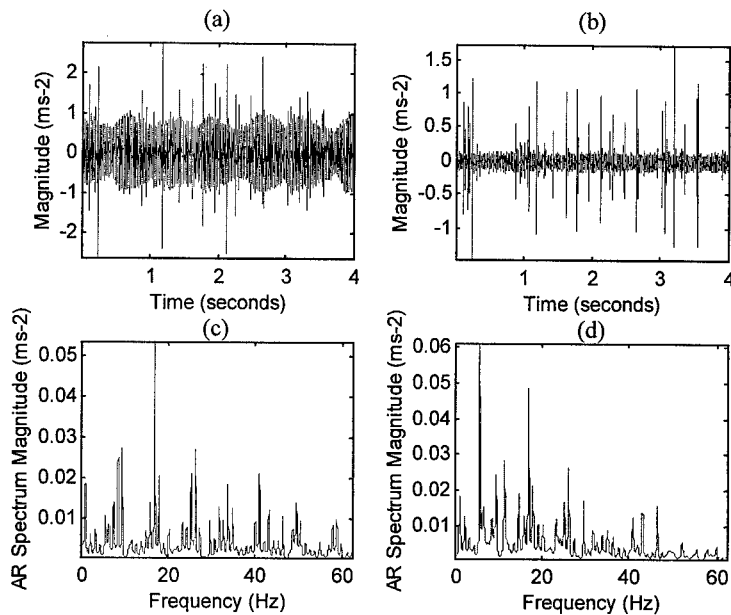 (a)
(b)
Magnitude (ms-2)
2
1
0
-1
-2
1 2 3 4
Time (seconds)
Magnitude (ms-2)
1.5
1
0.5
0
-0.5
-1
1 2 3 4
Time (seconds)
(c)
(d)
AR Spectrum Magnitude (ms-2)
0.05
0.04
0.03
0.02
0.01
0 20 40 60
Frequency (Hz)
AR Spectrum Magnitude (ms-2)
0.06
0.05
0.04
0.03
0.02
0.01
0 20 40 60
Frequency (Hz)